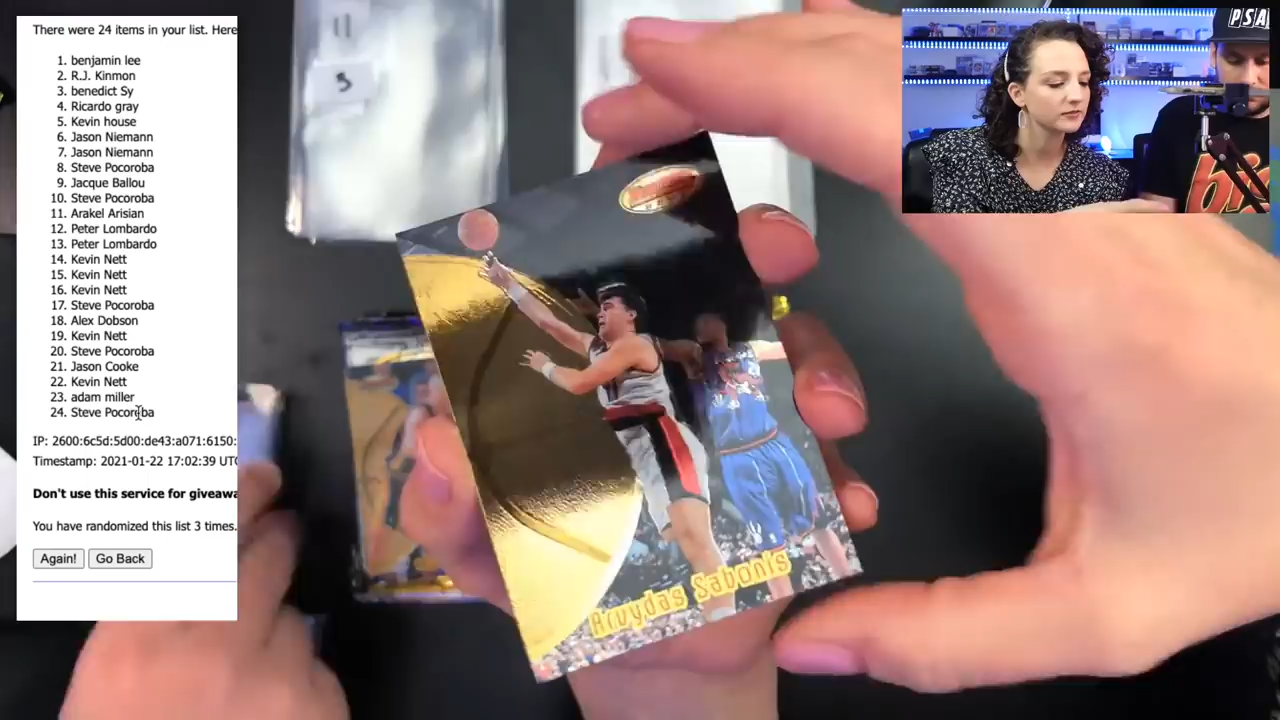 There were 24 items in your list. Here
1. benjamin lee
2. R.J. Kinmon
3. benedict Sy
4. Ricardo gray
5. Kevin house
6. Jason Niemann
7. Jason Niemann
8. Steve Pocoroba
9. Jacque Ballou
10. Steve Pocoroba
11. Arakel Arisian
12. Peter Lombardo
13. Peter Lombardo
14. Kevin Nett
15. Kevin Nett
16. Kevin Nett
17. Steve Pocoroba
18. Alex Dobson
19. Kevin Nett
20. Steve Pocoroba
21. Jason Cooke
22. Kevin Nett
23. adam miller
24. Steve Pocoroba
IP: 2600:6c5d:5d00:de43:a071:6150:
Timestamp: 2021-01-22 17:02:39 UTC
Don't use this service for giveawa
You have randomized this list 3 times.
Again! Go Back
11
5
Arvydas Sabonis
PSA